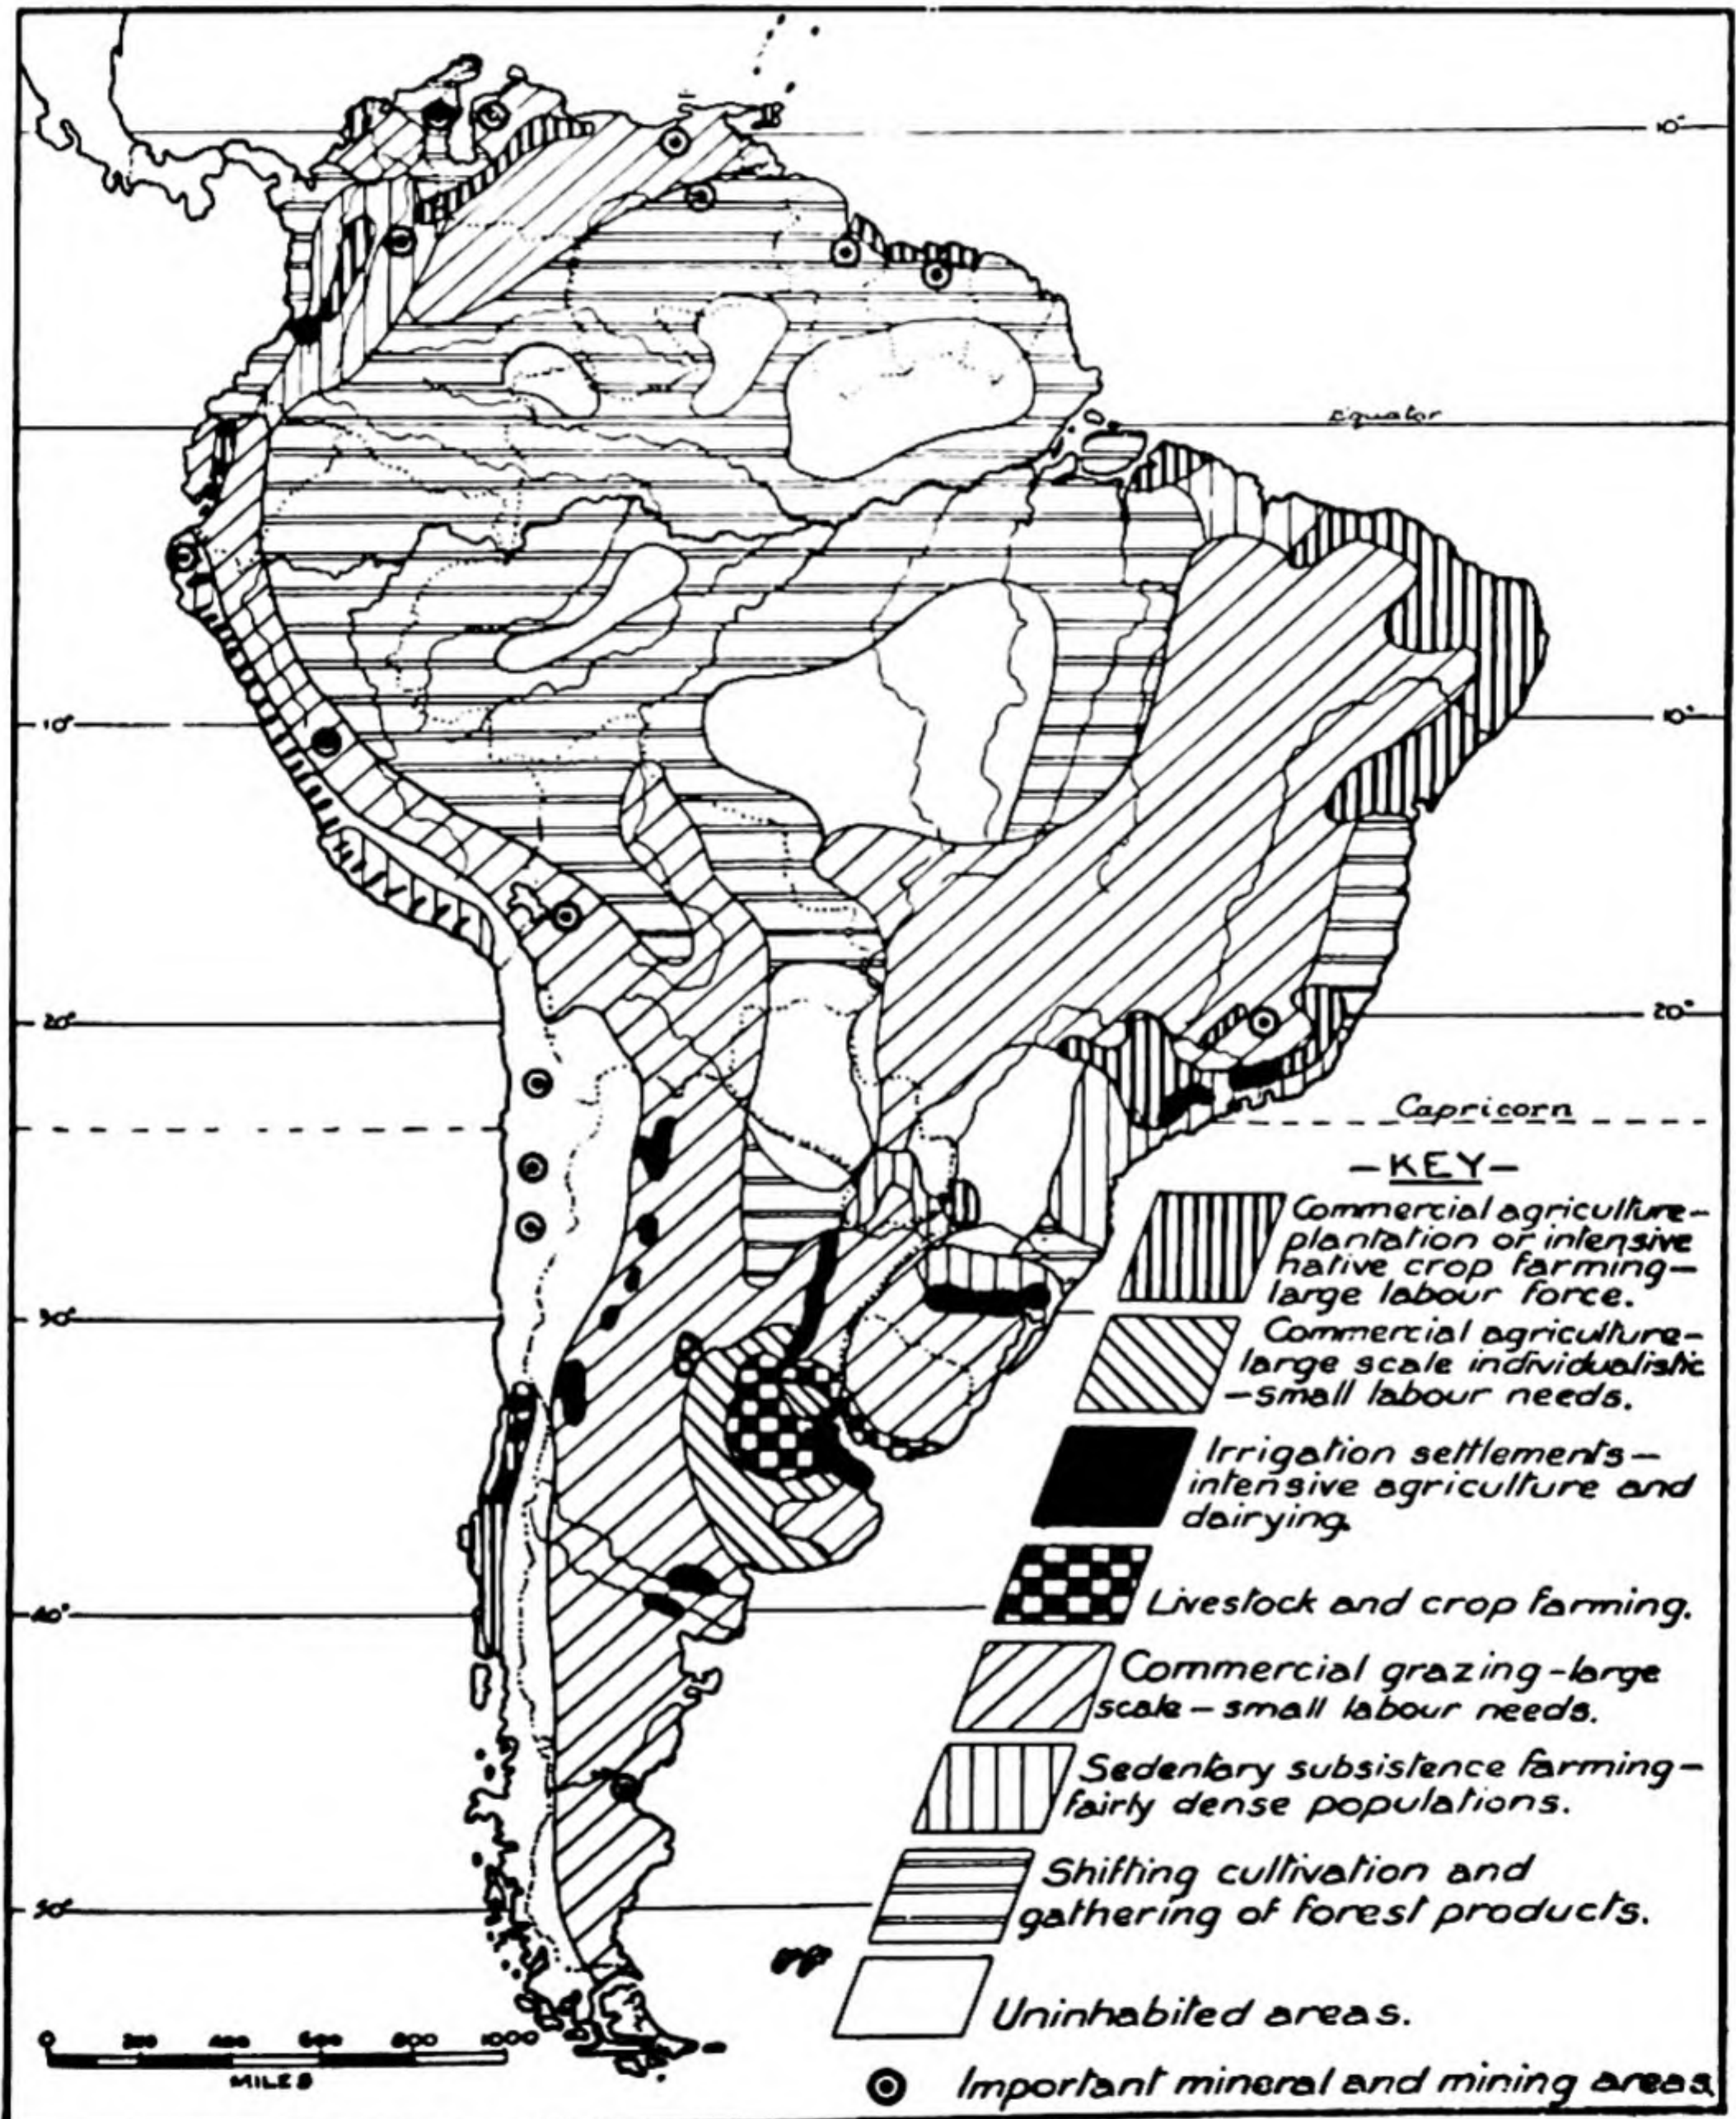 10°
10°
Equator
10°
10°
20°
20°
Capricorn
30°
40°
50°
—KEY—
Commercial agriculture—
plantation or intensive
native crop farming—
large labour force.
Commercial agriculture—
large scale individualistic
—small labour needs.
Irrigation settlements—
intensive agriculture and
dairying.
Livestock and crop farming.
Commercial grazing—large
scale—small labour needs.
Sedentary subsistence farming—
fairly dense populations.
Shifting cultivation and
gathering of forest products.
Uninhabited areas.
Important mineral and mining areas
0 200 400 600 800 1000
MILES